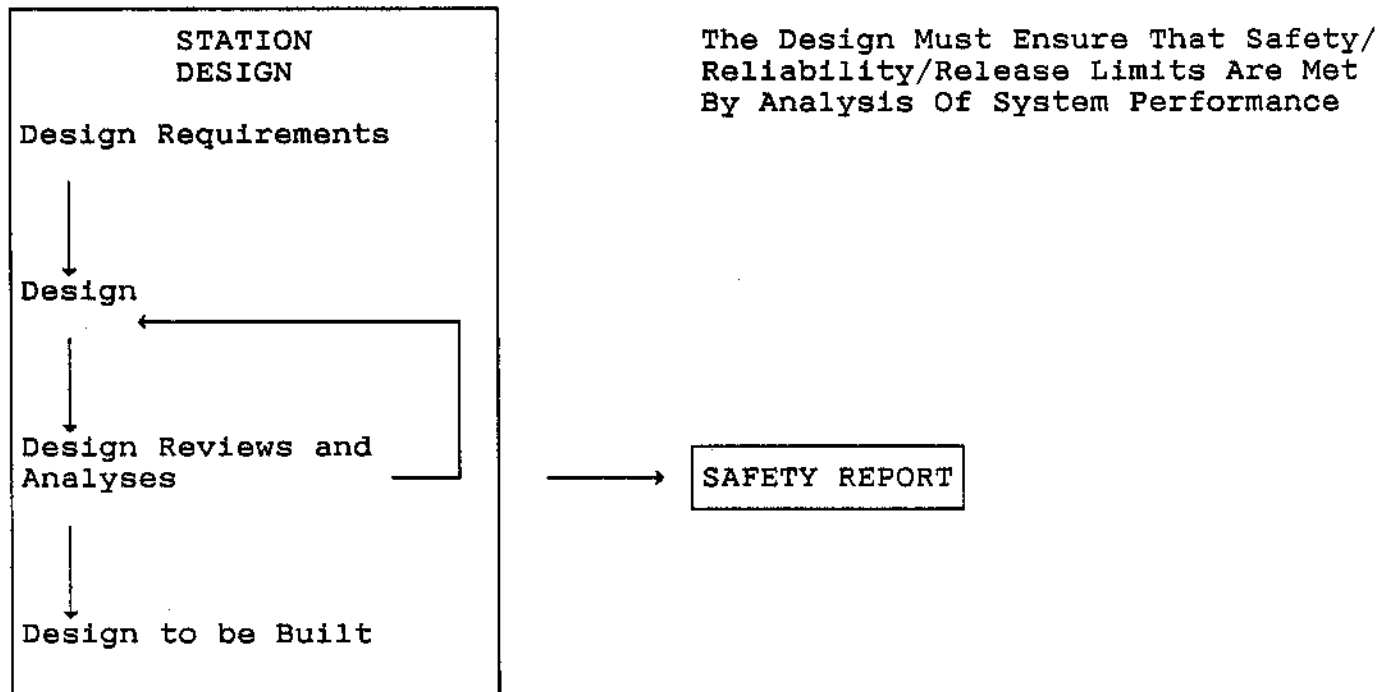 STATION
DESIGN
The Design Must Ensure That Safety/
Reliability/Release Limits Are Met
By Analysis Of System Performance
Design Requirements
Design
Design Reviews and
Analyses
SAFETY REPORT
Design to be Built